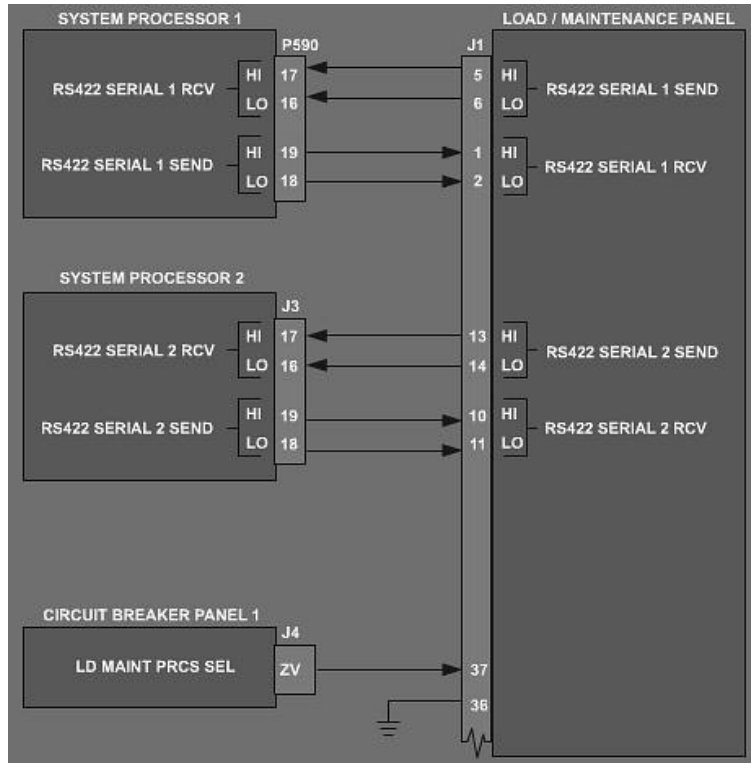 SYSTEM PROCESSOR 1
LOAD / MAINTENANCE PANEL
P590
J1
RS422 SERIAL 1 RCV HI 17 5 HI RS422 SERIAL 1 SEND
LO 16 6 LO
RS422 SERIAL 1 SEND HI 19 1 HI RS422 SERIAL 1 RCV
LO 18 2 LO
SYSTEM PROCESSOR 2
J3
RS422 SERIAL 2 RCV HI 17 13 HI RS422 SERIAL 2 SEND
LO 16 14 LO
RS422 SERIAL 2 SEND HI 19 10 HI RS422 SERIAL 2 RCV
LO 18 11 LO
CIRCUIT BREAKER PANEL 1
J4
LD MAINT PRCS SEL ZV 37
36